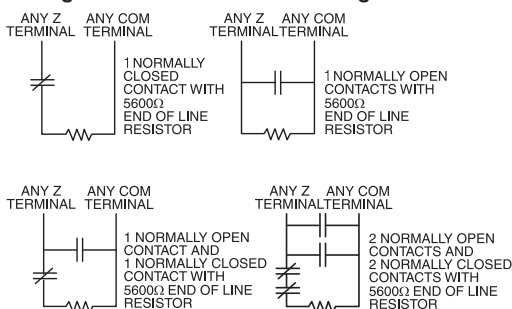 ANY Z ANY COM
TERMINAL TERMINAL
1 NORMALLY
CLOSED
CONTACT WITH
5600Ω
END OF LINE
RESISTOR
ANY Z ANY COM
TERMINAL TERMINAL
1 NORMALLY OPEN
CONTACTS WITH
5600Ω
END OF LINE
RESISTOR
ANY Z ANY COM
TERMINAL TERMINAL
1 NORMALLY OPEN
CONTACT AND
1 NORMALLY CLOSED
CONTACT WITH
5600Ω END OF LINE
RESISTOR
ANY Z ANY COM
TERMINAL TERMINAL
2 NORMALLY OPEN
CONTACTS AND
2 NORMALLY CLOSED
CONTACTS WITH
5600Ω END OF LINE
RESISTOR